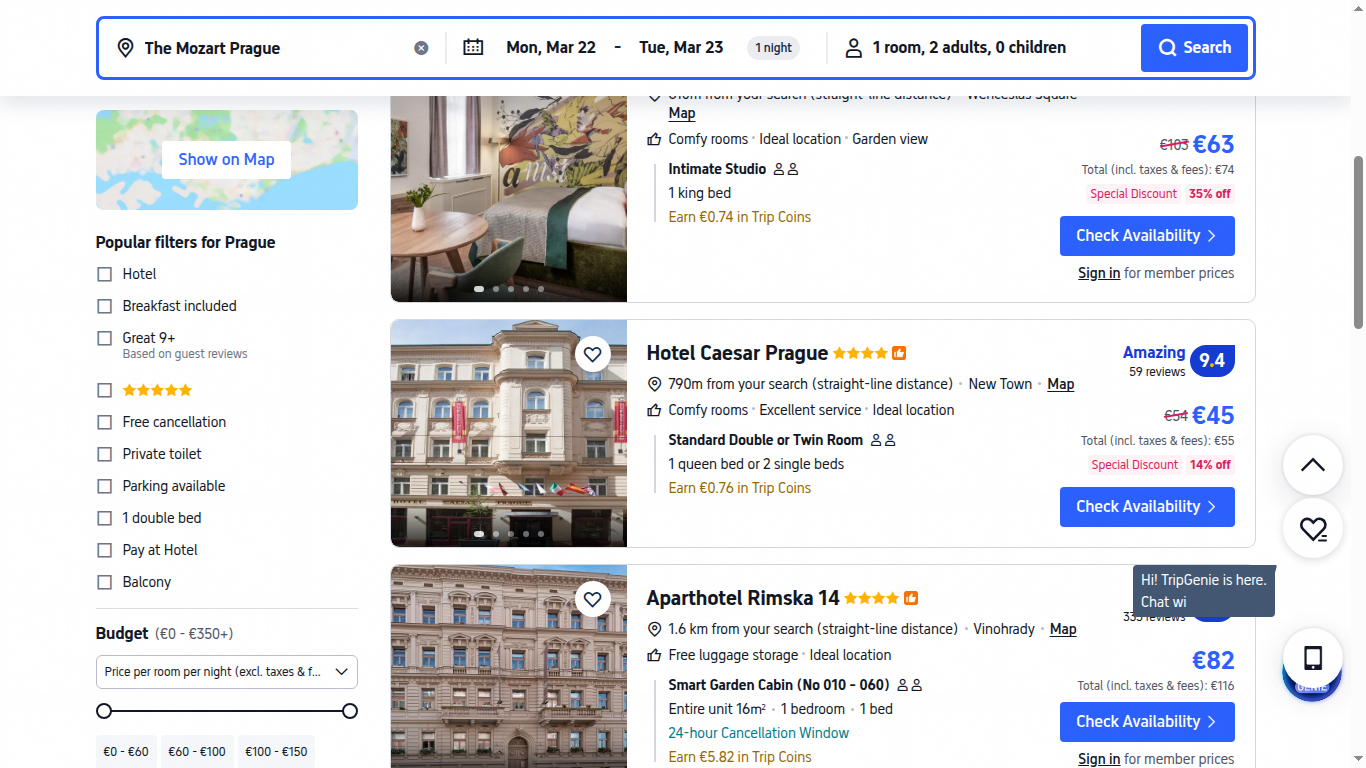 The Mozart Prague
Mon, Mar 22 - Tue, Mar 23 1 night
1 room, 2 adults, 0 children
Search
Show on Map
Popular filters for Prague
Hotel
Breakfast included
Great 9+
Based on guest reviews
Free cancellation
Private toilet
Parking available
1 double bed
Pay at Hotel
Balcony
Budget (€0 - €350+)
Price per room per night (excl. taxes & f...
€0 - €60 €60 - €100 €100 - €150
from your search (straight-line distance) · Wenceslas Square
Map
Comfy rooms · Ideal location · Garden view
Intimate Studio
1 king bed
Earn €0.74 in Trip Coins
€103 €63
Total (incl. taxes & fees): €74
Special Discount 35% off
Check Availability
Sign in for member prices
Hotel Caesar Prague
790m from your search (straight-line distance) · New Town · Map
Comfy rooms · Excellent service · Ideal location
Standard Double or Twin Room
1 queen bed or 2 single beds
Earn €0.76 in Trip Coins
Amazing
59 reviews
9.4
€54 €45
Total (incl. taxes & fees): €55
Special Discount 14% off
Check Availability
Aparthotel Rimska 14
1.6 km from your search (straight-line distance) · Vinohrady · Map
Free luggage storage · Ideal location
Smart Garden Cabin (No 010 - 060)
Entire unit 16m² · 1 bedroom · 1 bed
24-hour Cancellation Window
Earn €5.82 in Trip Coins
reviews
€82
Total (incl. taxes & fees): €116
Check Availability
Sign in for member prices
Hi! TripGenie is here.
Chat wi